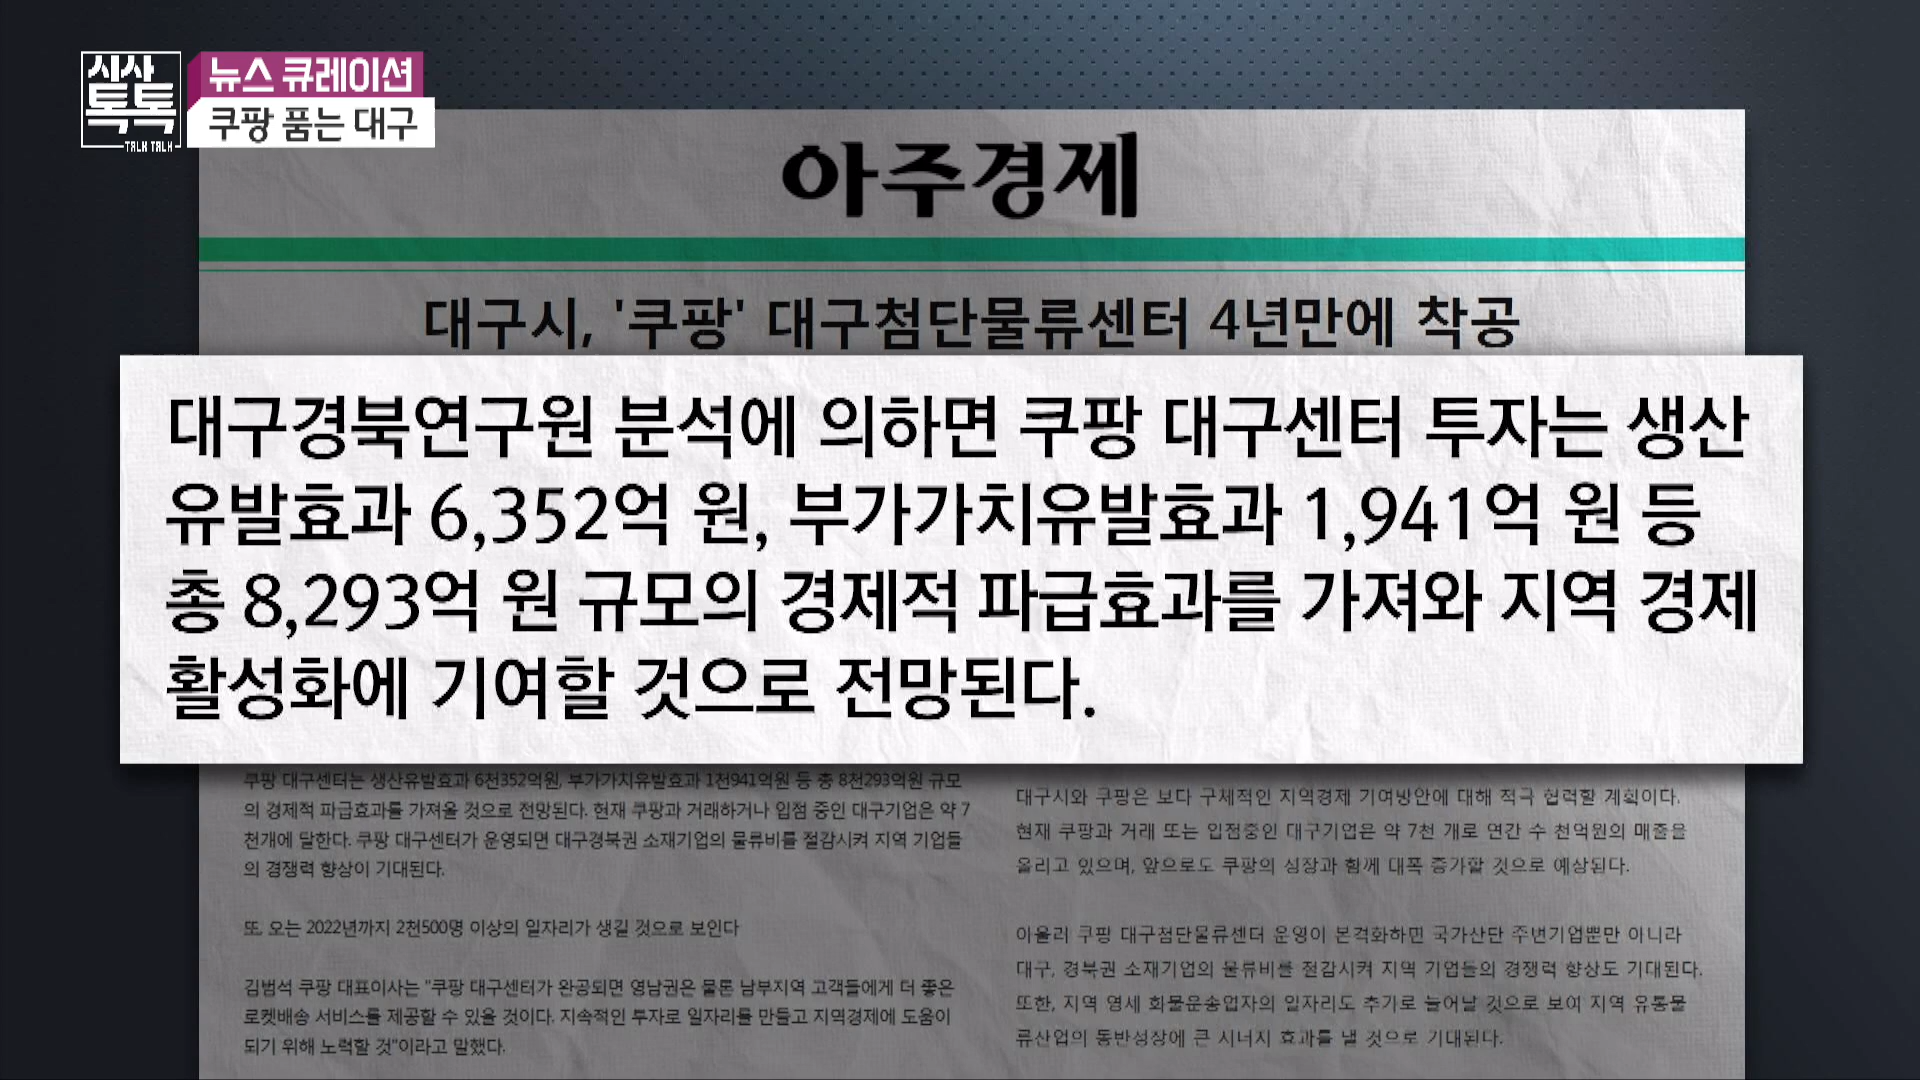 시사
톡톡
TALK TALK
뉴스 큐레이션
쿠팡 품는 대구
아주경제
대구시, '쿠팡' 대구첨단물류센터 4년만에 착공
대구경북연구원 분석에 의하면 쿠팡 대구센터 투자는 생산
유발효과 6,352억 원, 부가가치유발효과 1,941억 원 등
총 8,293억 원 규모의 경제적 파급효과를 가져와 지역 경제
활성화에 기여할 것으로 전망된다.
쿠팡 대구센터는 생산유발효과 6천352억원, 부가가치유발효과 1천941억원 등 총 8천293억원 규모
의 경제적 파급효과를 가져올 것으로 전망된다. 현재 쿠팡과 거래하거나 입점 중인 대구기업은 약 7
천개에 달한다. 쿠팡 대구센터가 운영되면 대구경북권 소재기업의 물류비를 절감시켜 지역 기업들
의 경쟁력 향상이 기대된다.
또, 오는 2022년까지 2천500명 이상의 일자리가 생길 것으로 보인다
김범석 쿠팡 대표이사는 "쿠팡 대구센터가 완공되면 영남권은 물론 남부지역 고객들에게 더 좋은
로켓배송 서비스를 제공할 수 있을 것이다. 지속적인 투자로 일자리를 만들고 지역경제에 도움이
되기 위해 노력할 것"이라고 말했다.
대구시와 쿠팡은 보다 구체적인 지역경제 기여방안에 대해 적극 협력할 계획이다.
현재 쿠팡과 거래 또는 입점중인 대구기업은 약 7천 개로 연간 수 천억원의 매출을
올리고 있으며, 앞으로도 쿠팡의 성장과 함께 대폭 증가할 것으로 예상된다.
아울러 쿠팡 대구첨단물류센터 운영이 본격화하면 국가산단 주변기업뿐만 아니라
대구, 경북권 소재기업의 물류비를 절감시켜 지역 기업들의 경쟁력 향상도 기대된다.
또한, 지역 영세 화물운송업자의 일자리도 추가로 늘어날 것으로 보여 지역 유통물
류산업의 동반성장에 큰 시너지 효과를 낼 것으로 기대된다.